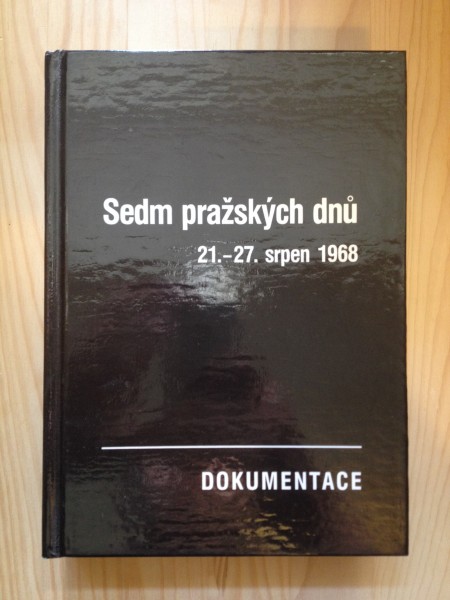 Sedm pražských dnů
21.–27. srpen 1968
DOKUMENTACE